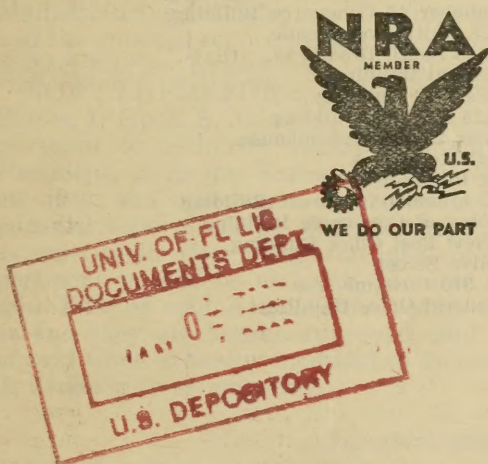 NRA
MEMBER
U.S.
WE DO OUR PART
UNIV. OF FL LIB.
DOCUMENTS DEPT.
U.S. DEPOSITORY